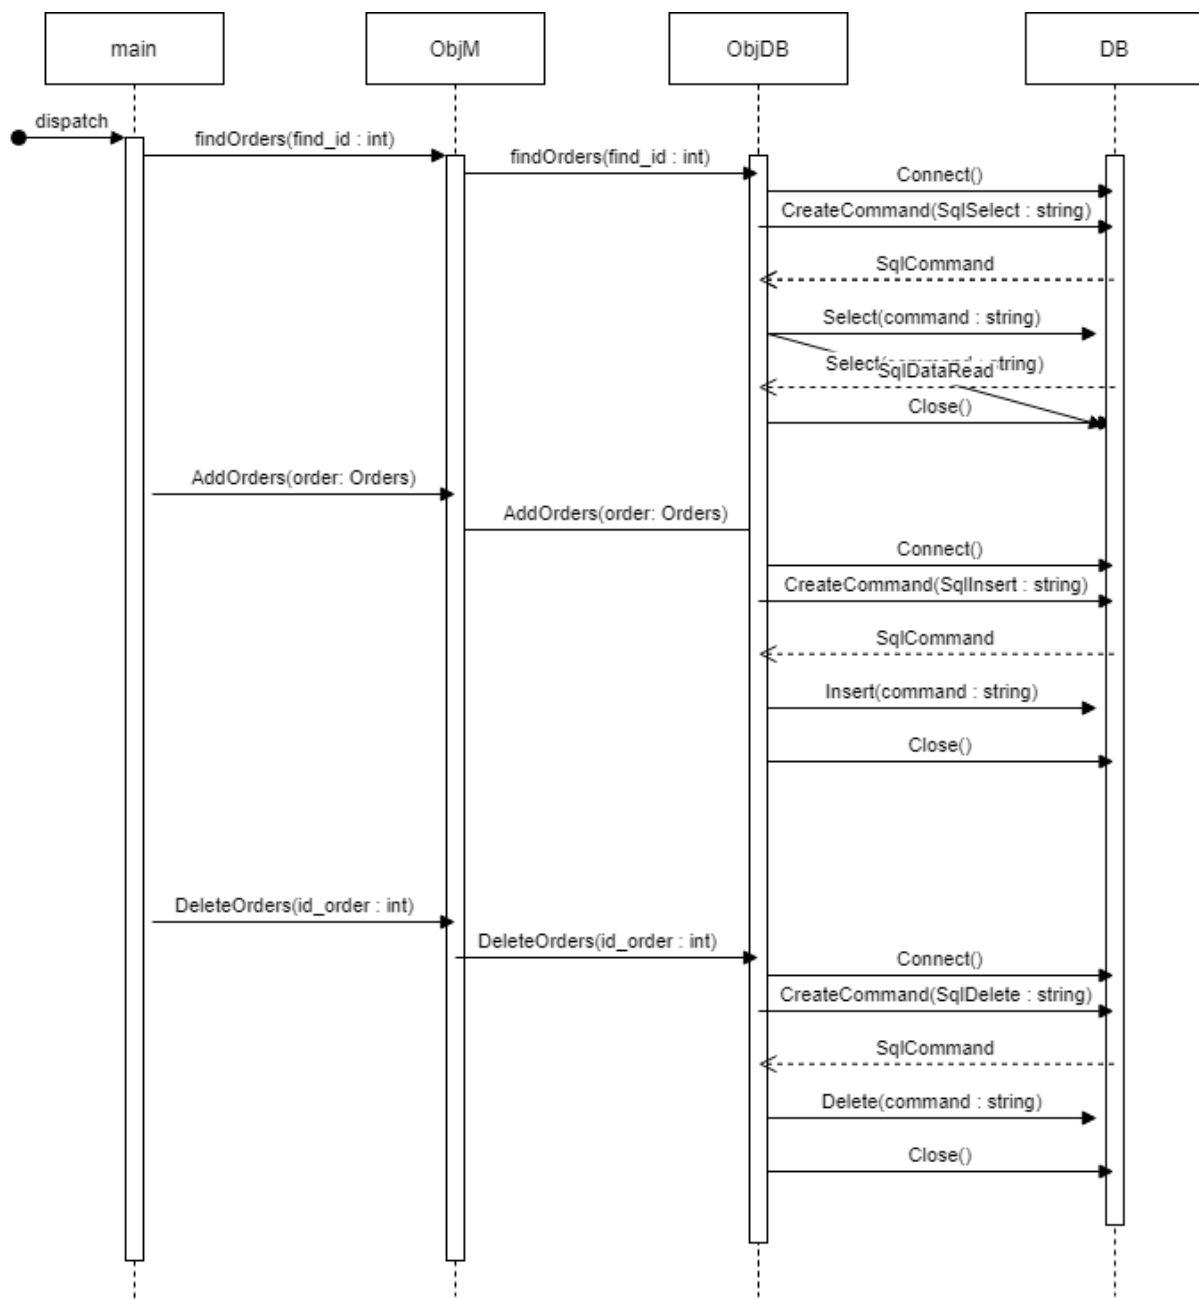 main
ObjM
ObjDB
DB
dispatch
findOrders(find_id : int)
findOrders(find_id : int)
Connect()
CreateCommand(SqlSelect : string)
SqlCommand
Select(command : string)
Select( tring)
SqlDataRead
Close()
AddOrders(order: Orders)
AddOrders(order: Orders)
Connect()
CreateCommand(SqlInsert : string)
SqlCommand
Insert(command : string)
Close()
DeleteOrders(id_order : int)
DeleteOrders(id_order : int)
Connect()
CreateCommand(SqlDelete : string)
SqlCommand
Delete(command : string)
Close()